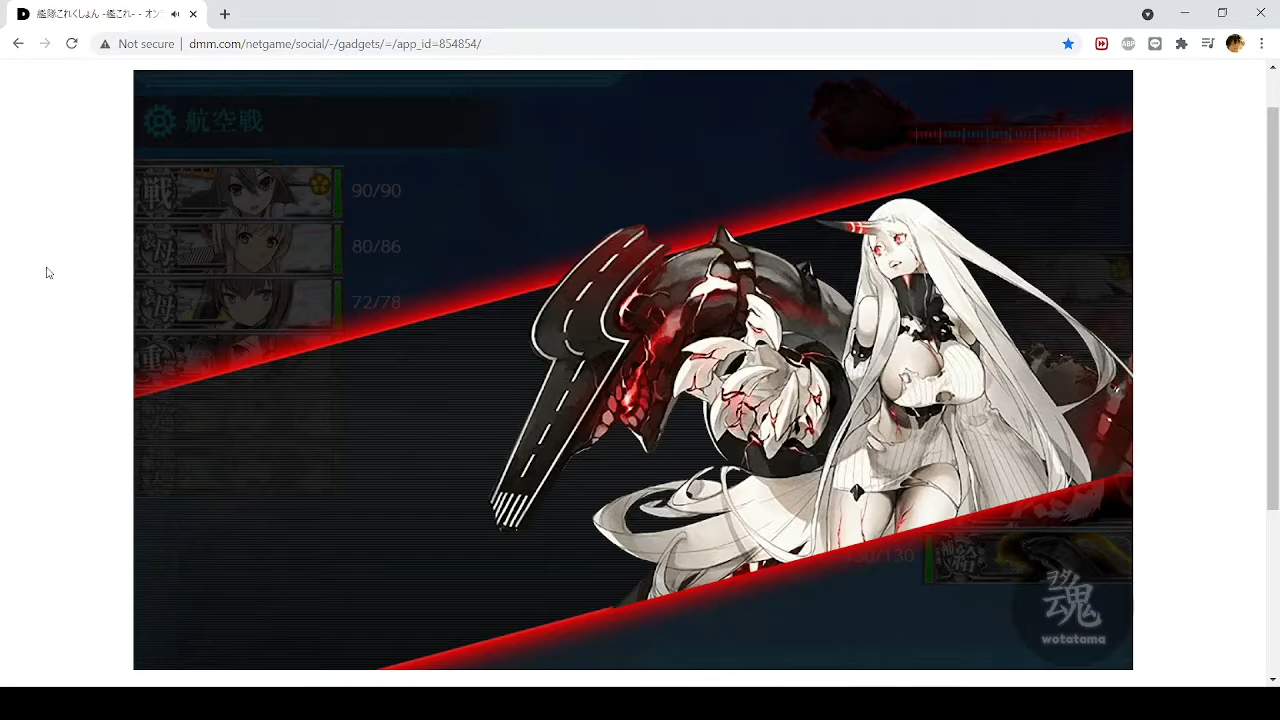 艦隊これくしょん -艦これ- - オン
Not secure
dmm.com/netgame/social/-/gadgets/=/app_id=854854/
ABP
航空戦
戦
90/90
母
80/86
母
72/78
重
130/130
補給
ヲタ
魂
wotatama